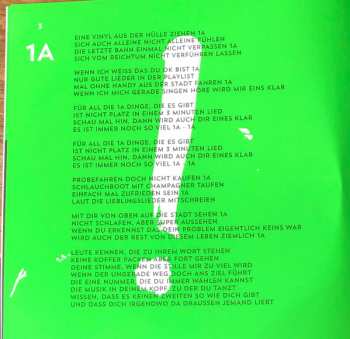 3
1A
EINE VINYL AUS DER HÜLLE ZIEHEN 1A
SICH AUCH ALLEINE NICHT ALLEINE FÜHLEN
DIE LETZTE BAHN EINMAL NICHT VERPASSEN 1A
SICH VOM REICHTUM NICHT VERFÜHREN LASSEN
WENN ICH WEISS DAS DU OK BIST 1A
NUR GUTE LIEDER IN DER PLAYLIST
MAL OHNE HANDY AUS DER STADT FAHREN 1A
WENN ICH MICH GERADE SINGEN HÖRE WIRD MIR EINS KLAR
FÜR ALL DIE 1A DINGE, DIE ES GIBT
IST NICHT PLATZ IN EINEM 3 MINUTEN LIED
SCHAU MAL HIN, DANN WIRD AUCH DIR EINES KLAR
ES IST IMMER NOCH SO VIEL 1A - 1A
FÜR ALL DIE 1A DINGE, DIE ES GIBT
IST NICHT PLATZ IN EINEM 3 MINUTEN LIED
SCHAU MAL HIN, DANN WIRD AUCH DIR EINES KLAR
ES IST IMMER NOCH SO VIEL 1A - 1A
PROBEFAHREN DOCH NICHT KAUFEN 1A
SCHLAUCHBOOT MIT CHAMPAGNER TAUFEN
EINFACH MAL ZUFRIEDEN SEIN 1A
LAUT DIE LIEBLINGSLIEDER MITSCHREIEN
MIT DIR VON OBEN AUF DIE STADT SEHEN 1A
NICHT SCHLAFEN, ABER SUPER AUSSEHEN
WENN DU ERKENNST DAS DEIN PROBLEM EIGENTLICH KEINS WAR
WIRD AUCH DER REST VON DIESEM LEBEN ZIEMLICH 1A
LEUTE KENNEN, DIE ZU IHREM WORT STEHEN
KEINE KOFFER PACKEN ABER FORT GEHEN
DEINE STIMME, WENN DIE STILLE MIR ZU VIEL WIRD
WENN DER UNGERADE WEG DOCH ANS ZIEL FÜHRT
DIE EINE NUMMER, DIE DU IMMER WÄHLEN KANNST
DIE MUSIK IN DEINEM KOPF, ZU DER DU TANZT
WISSEN, DASS ES KEINEN ZWEITEN SO WIE DICH GIBT
UND DASS DICH IRGENDWO DA DRAUSSEN JEMAND LIEBT